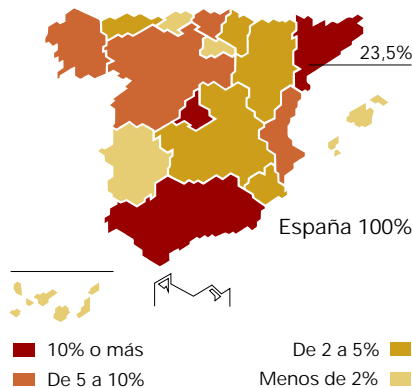 23,5%
España 100%
10% o más
De 2 a 5%
De 5 a 10%
Menos de 2%